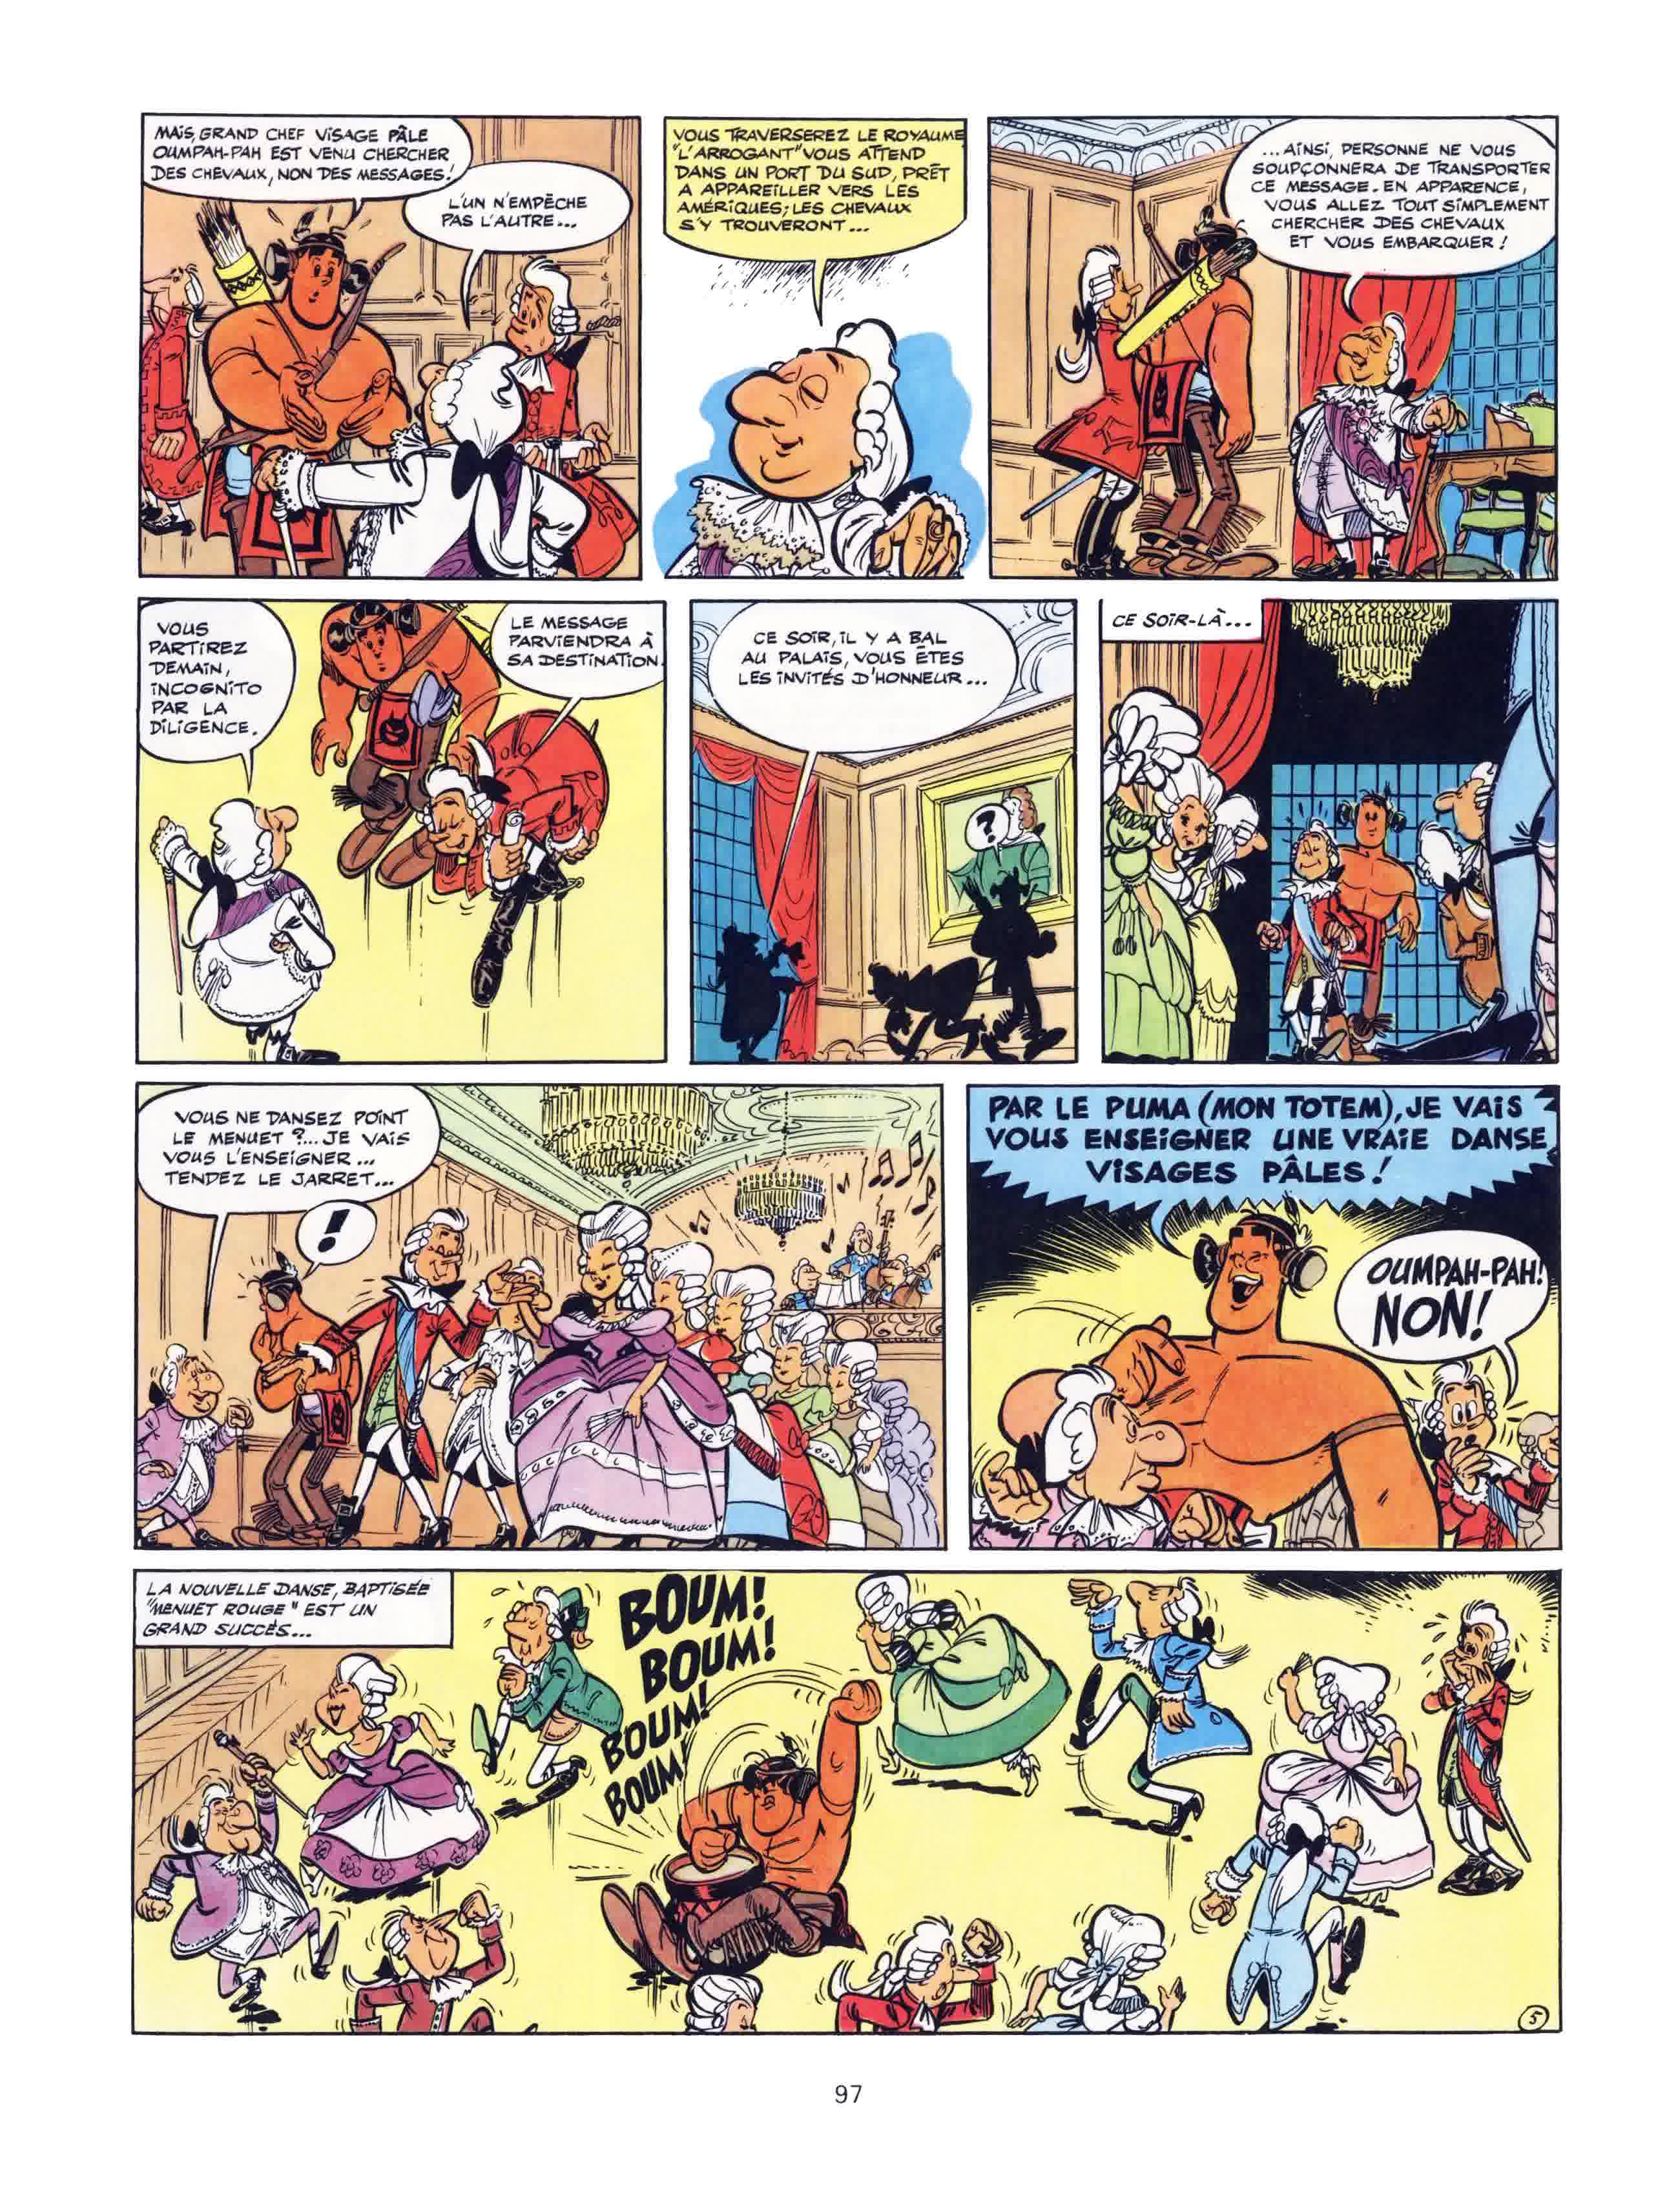 MAIS, GRAND CHEF VISAGE PÂLE
OUMPAH-PAH EST VENU CHERCHER
DES CHEVAUX, NON DES MESSAGES!
L'UN N'EMPÊCHE
PAS L'AUTRE...
VOUS TRAVERSEREZ LE ROYAUME
"L'ARROGANT" VOUS ATTEND
DANS UN PORT DU SUD, PRÊT
A APPAREILLER VERS LES
AMÉRIQUES; LES CHEVAUX
S'Y TROUVERONT...
...AINSI, PERSONNE NE VOUS
SOUPÇONNERA DE TRANSPORTER
CE MESSAGE. EN APPARENCE,
VOUS ALLEZ TOUT SIMPLEMENT
CHERCHER DES CHEVAUX
ET VOUS EMBARQUER!
VOUS
PARTIREZ
DEMAIN,
INCOGNITO
PAR LA
DILIGENCE.
LE MESSAGE
PARVIENDRA À
SA DESTINATION.
CE SOIR, IL Y A BAL
AU PALAIS, VOUS ÊTES
LES INVITÉS D'HONNEUR...
?
CE SOIR-LÀ...
VOUS NE DANSEZ POINT
LE MENUET ?... JE VAIS
VOUS L'ENSEIGNER...
TENDEZ LE JARRET...
!
PAR LE PUMA (MON TOTEM), JE VAIS
VOUS ENSEIGNER UNE VRAIE DANSE
VISAGES PÂLES!
OUMPAH-PAH!
NON!
LA NOUVELLE DANSE, BAPTISÉE
"MENUET ROUGE" EST UN
GRAND SUCCÈS...
BOUM!
BOUM!
BOUM!
BOUM!
5
97